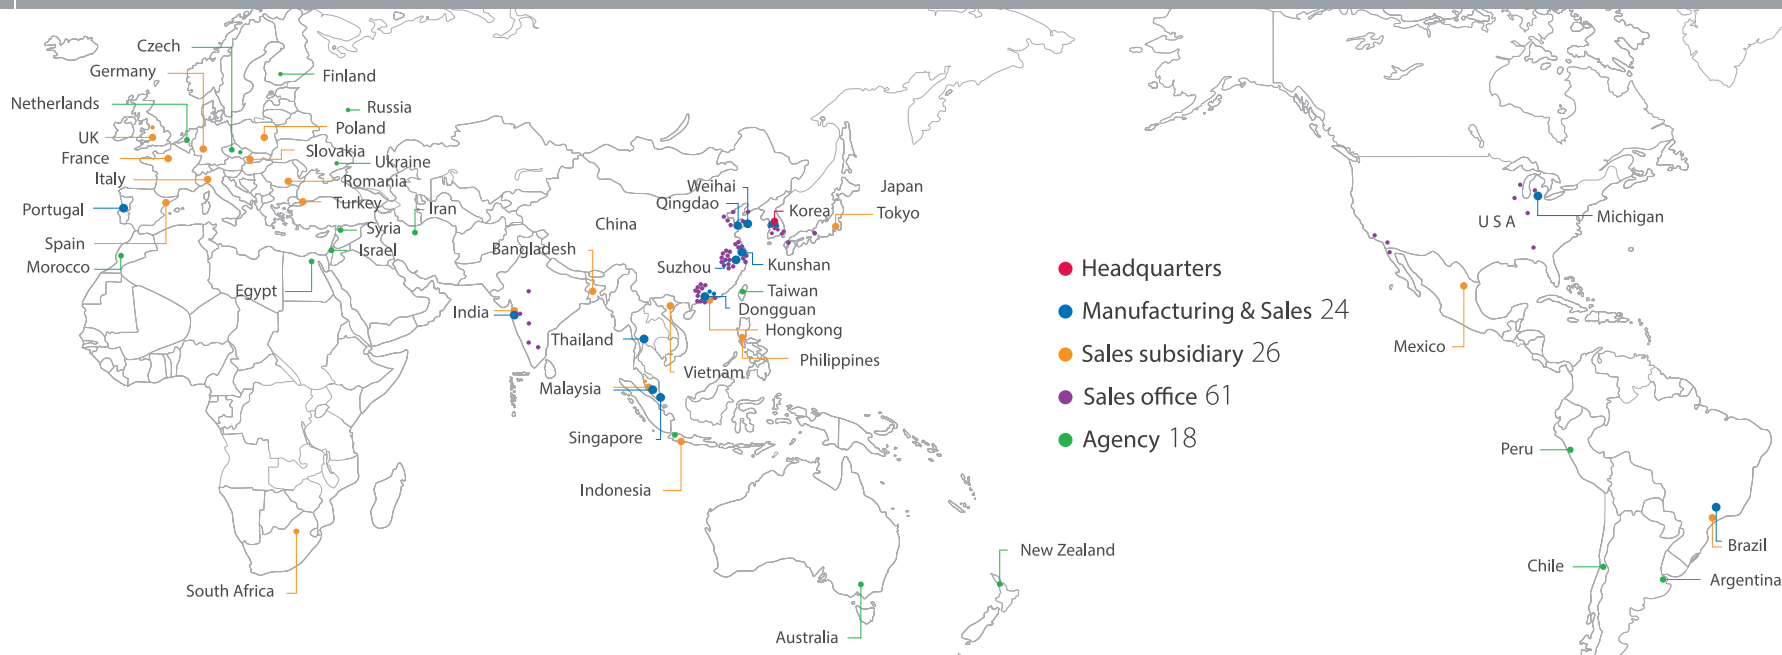 Czech
Germany
Finland
Netherlands
Russia
Poland
UK
Slovakia
France
Ukraine
Italy
Romania
Portugal
Turkey
Iran
Spain
Syria
Morocco
Israel
Egypt
South Africa
Weihai
Qingdao
Japan
Korea
Tokyo
China
Bangladesh
Suzhou
Kunshan
Taiwan
India
Dongguan
Hongkong
Thailand
Philippines
Vietnam
Malaysia
Singapore
Indonesia
New Zealand
Australia
Headquarters
Manufacturing & Sales 24
Sales subsidiary 26
Sales office 61
Agency 18
USA
Michigan
Mexico
Peru
Brazil
Chile
Argentina